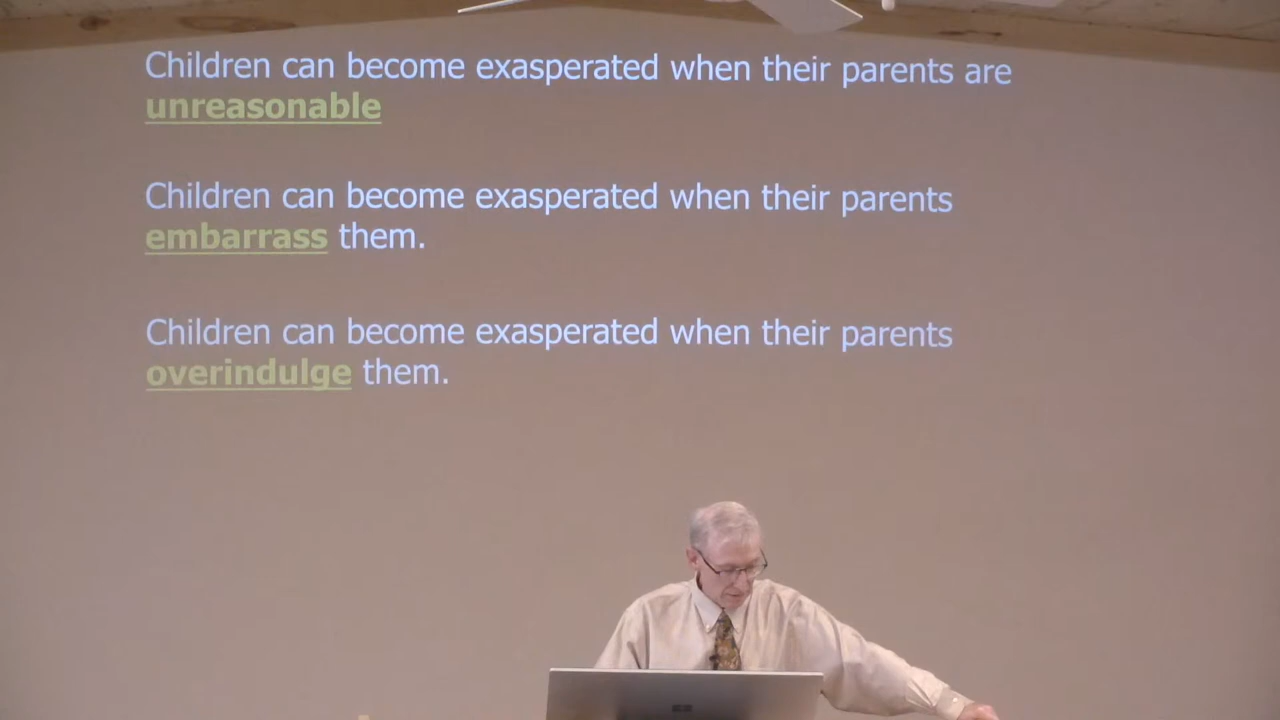 Children can become exasperated when their parents are
unreasonable
Children can become exasperated when their parents
embarrass them.
Children can become exasperated when their parents
overindulge them.